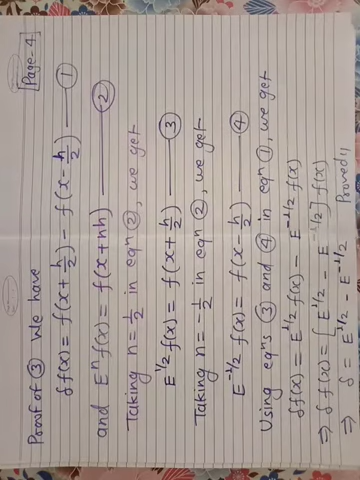 [Page-4]
Proof of ③ We have
δf(x) = f(x+h/2) - f(x-h/2) —— ①
and Eⁿf(x) = f(x+nh) —— ②
Taking n=1/2 in eqⁿ ②, we get
E^1/2 f(x) = f(x+h/2) —— ③
Taking n=-1/2 in eqⁿ ②, we get
E^-1/2 f(x) = f(x-h/2) —— ④
Using eqⁿs ③ and ④ in eqⁿ ①, we get
δf(x) = E^1/2 f(x) - E^-1/2 f(x)
⇒ δf(x) = [E^1/2 - E^-1/2] f(x)
⇒ δ = E^1/2 - E^-1/2 Proved!!